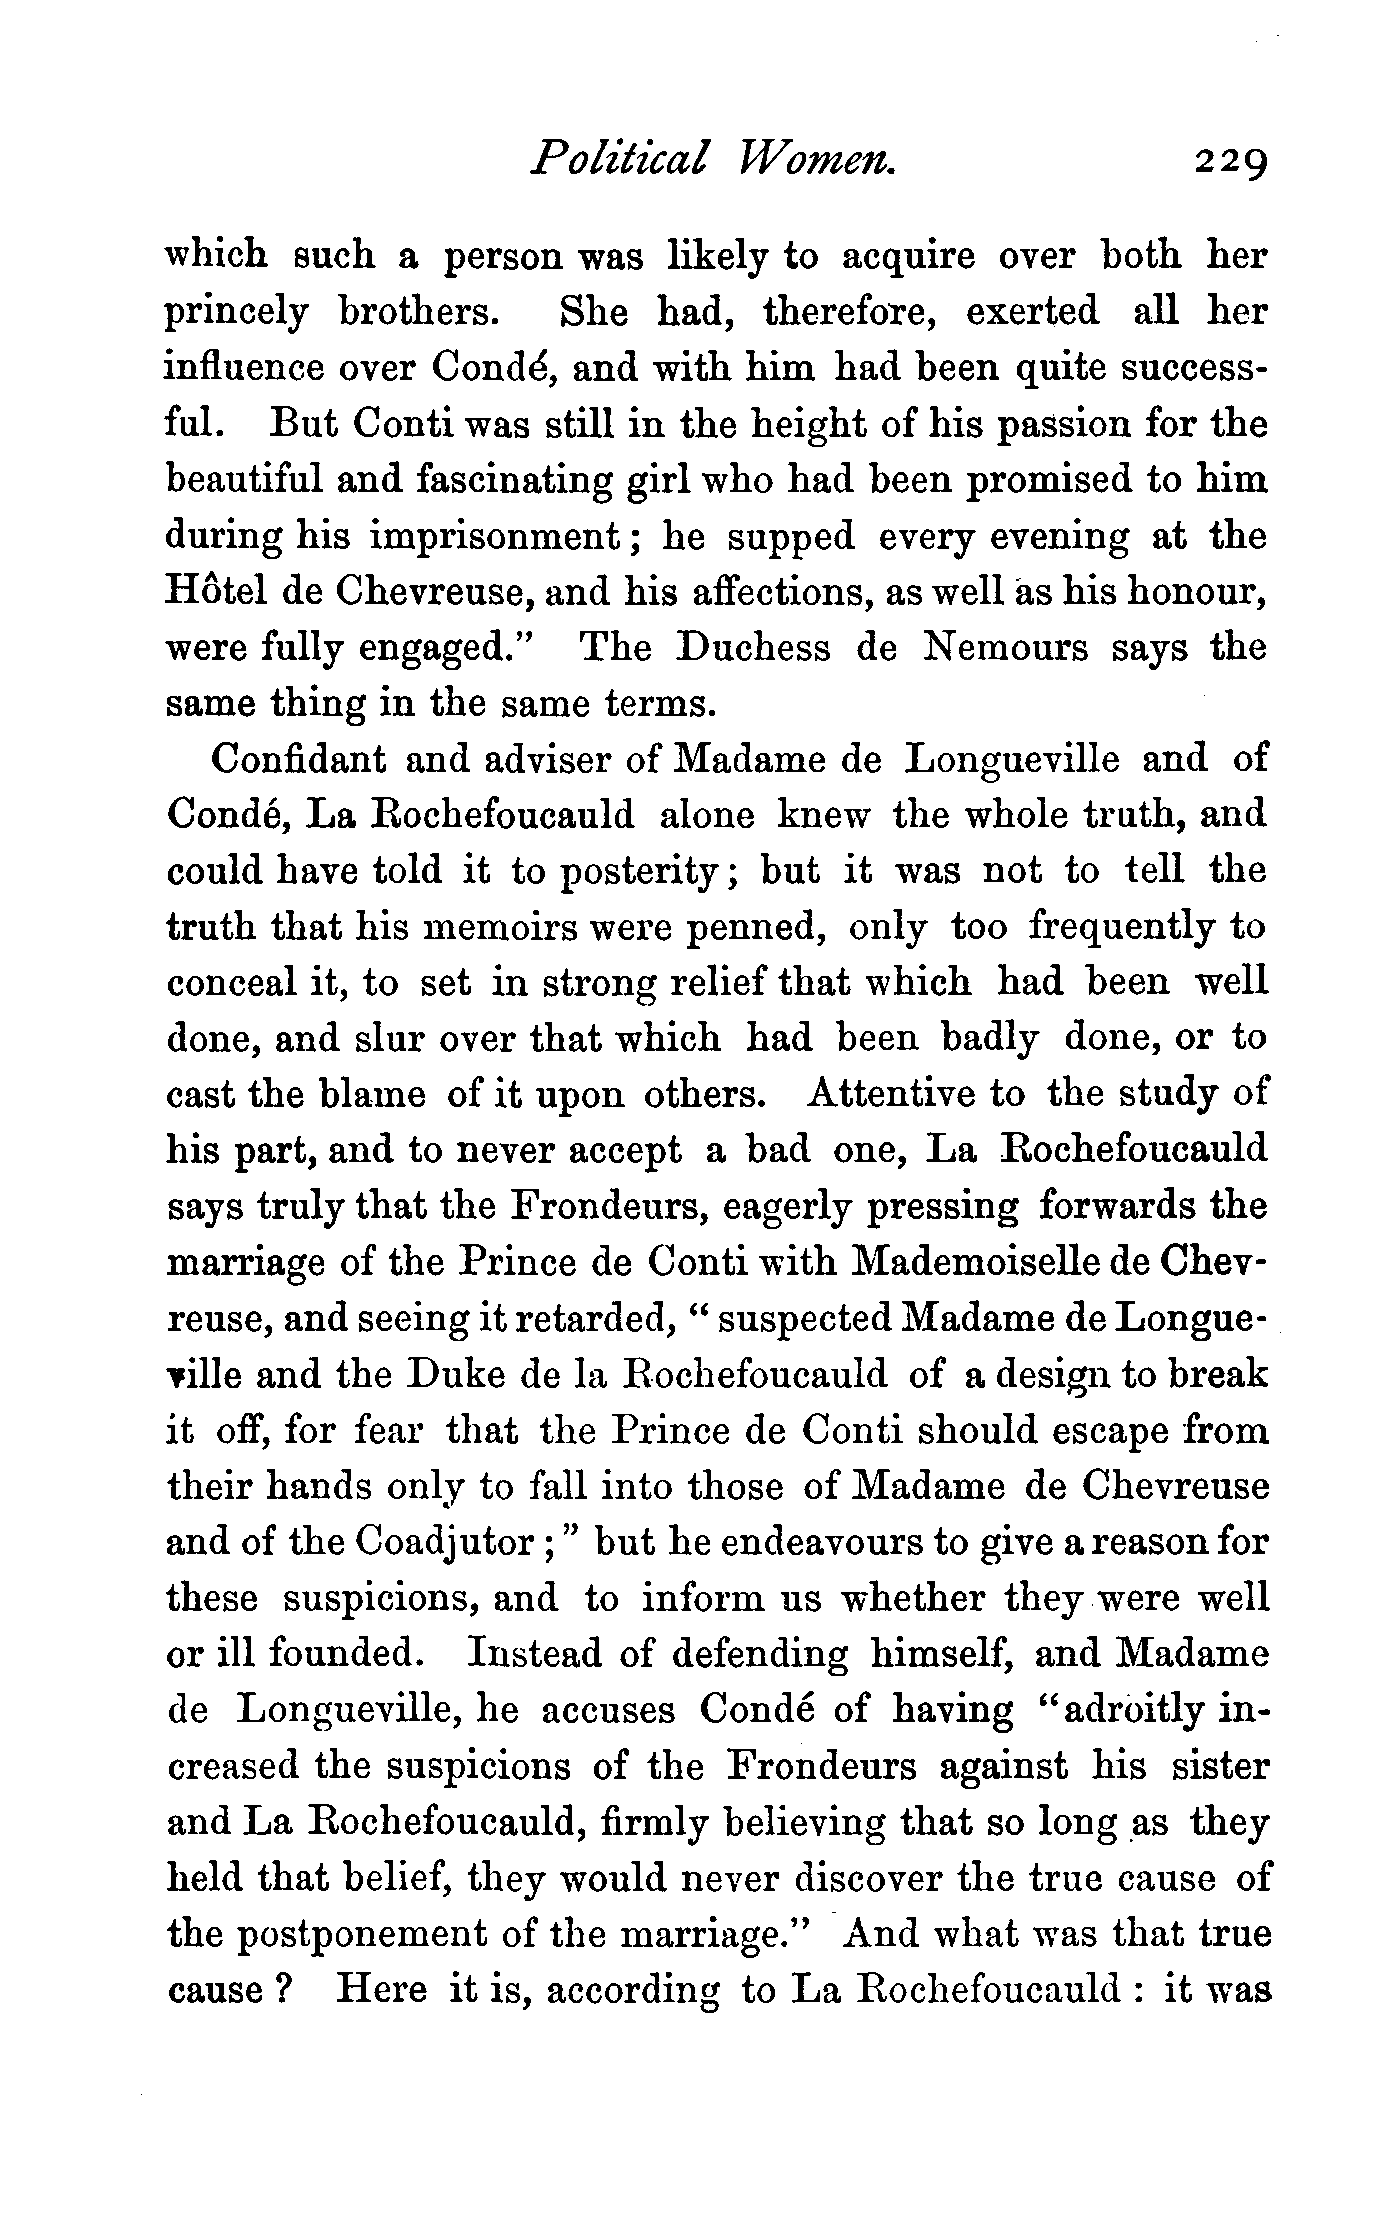 Political Women. 229
which such a person was likely to acquire over both her
princely brothers. She had, therefore, exerted all her
influence over Condé, and with him had been quite success-
ful. But Conti was still in the height of his passion for the
beautiful and fascinating girl who had been promised to him
during his imprisonment ; he supped every evening at the
Hôtel de Chevreuse, and his affections, as well as his honour,
were fully engaged.” The Duchess de Nemours says the
same thing in the same terms.
Confidant and adviser of Madame de Longueville and of
Condé, La Rochefoucauld alone knew the whole truth, and
could have told it to posterity ; but it was not to tell the
truth that his memoirs were penned, only too frequently to
conceal it, to set in strong relief that which had been well
done, and slur over that which had been badly done, or to
cast the blame of it upon others. Attentive to the study of
his part, and to never accept a bad one, La Rochefoucauld
says truly that the Frondeurs, eagerly pressing forwards the
marriage of the Prince de Conti with Mademoiselle de Chev-
reuse, and seeing it retarded, “ suspected Madame de Longue-
ville and the Duke de la Rochefoucauld of a design to break
it off, for fear that the Prince de Conti should escape from
their hands only to fall into those of Madame de Chevreuse
and of the Coadjutor ; ” but he endeavours to give a reason for
these suspicions, and to inform us whether they were well
or ill founded. Instead of defending himself, and Madame
de Longueville, he accuses Condé of having “adroitly in-
creased the suspicions of the Frondeurs against his sister
and La Rochefoucauld, firmly believing that so long as they
held that belief, they would never discover the true cause of
the postponement of the marriage.” And what was that true
cause ? Here it is, according to La Rochefoucauld : it was